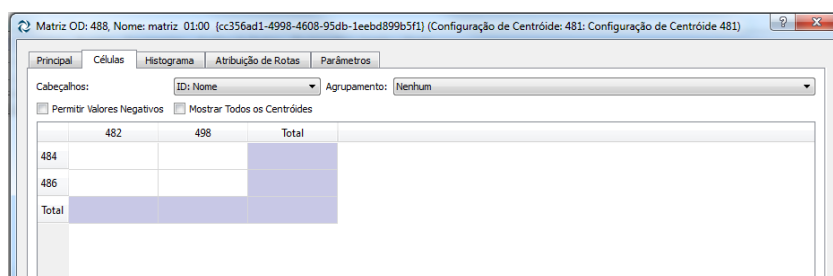 Matriz OD: 488, Nome: matriz 01:00 {cc356ad1-4998-4608-95db-1eebd899b5f1} (Configuração de Centróide: 481: Configuração de Centróide 481)
Principal Células Histograma Atribuição de Rotas Parâmetros
Cabeçalhos: ID: Nome Agrupamento: Nenhum
Permitir Valores Negativos Mostrar Todos os Centróides
482 498 Total
484
486
Total